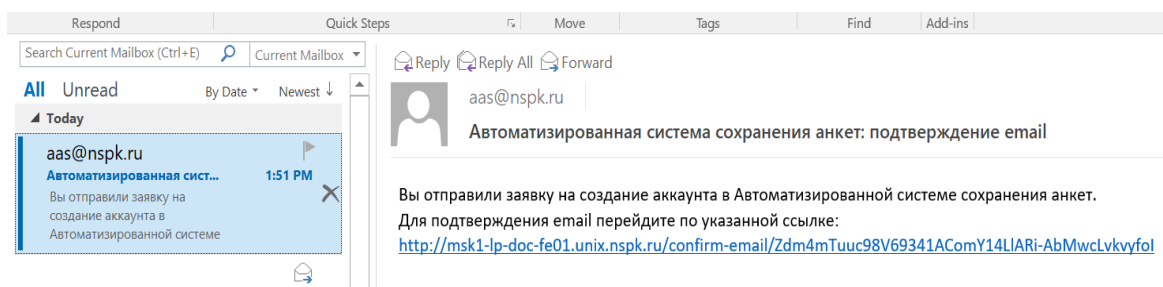 Respond Quick Steps Move Tags Find Add-ins
Search Current Mailbox (Ctrl+E) Current Mailbox
All Unread By Date Newest ↓
Today
aas@nspk.ru
Автоматизированная сист... 1:51 PM
Вы отправили заявку на
создание аккаунта в
Автоматизированной системе
Reply Reply All Forward
aas@nspk.ru
Автоматизированная система сохранения анкет: подтверждение email
Вы отправили заявку на создание аккаунта в Автоматизированной системе сохранения анкет.
Для подтверждения email перейдите по указанной ссылке:
http://msk1-lp-doc-fe01.unix.nspk.ru/confirm-email/Zdm4mTuuc98V69341AComY14LlARi-AbMwcLvkvyfoI